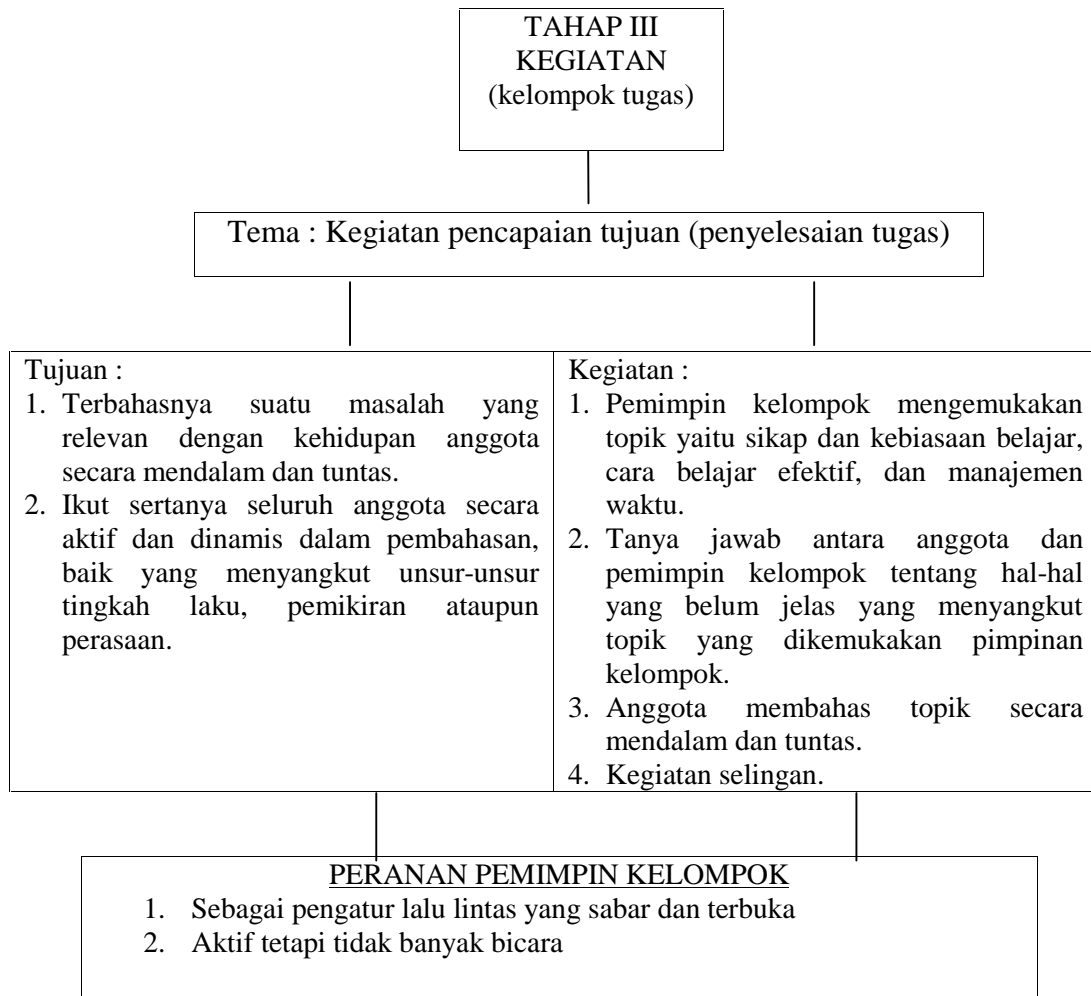 TAHAP III
KEGIATAN
(kelompok tugas)
Tema : Kegiatan pencapaian tujuan (penyelesaian tugas)
Tujuan :
1. Terbahasnya suatu masalah yang
relevan dengan kehidupan anggota
secara mendalam dan tuntas.
2. Ikut sertanya seluruh anggota secara
aktif dan dinamis dalam pembahasan,
baik yang menyangkut unsur-unsur
tingkah laku, pemikiran ataupun
perasaan.
Kegiatan :
1. Pemimpin kelompok mengemukakan
topik yaitu sikap dan kebiasaan belajar,
cara belajar efektif, dan manajemen
waktu.
2. Tanya jawab antara anggota dan
pemimpin kelompok tentang hal-hal
yang belum jelas yang menyangkut
topik yang dikemukakan pimpinan
kelompok.
3. Anggota membahas topik secara
mendalam dan tuntas.
4. Kegiatan selingan.
PERANAN PEMIMPIN KELOMPOK
1. Sebagai pengatur lalu lintas yang sabar dan terbuka
2. Aktif tetapi tidak banyak bicara